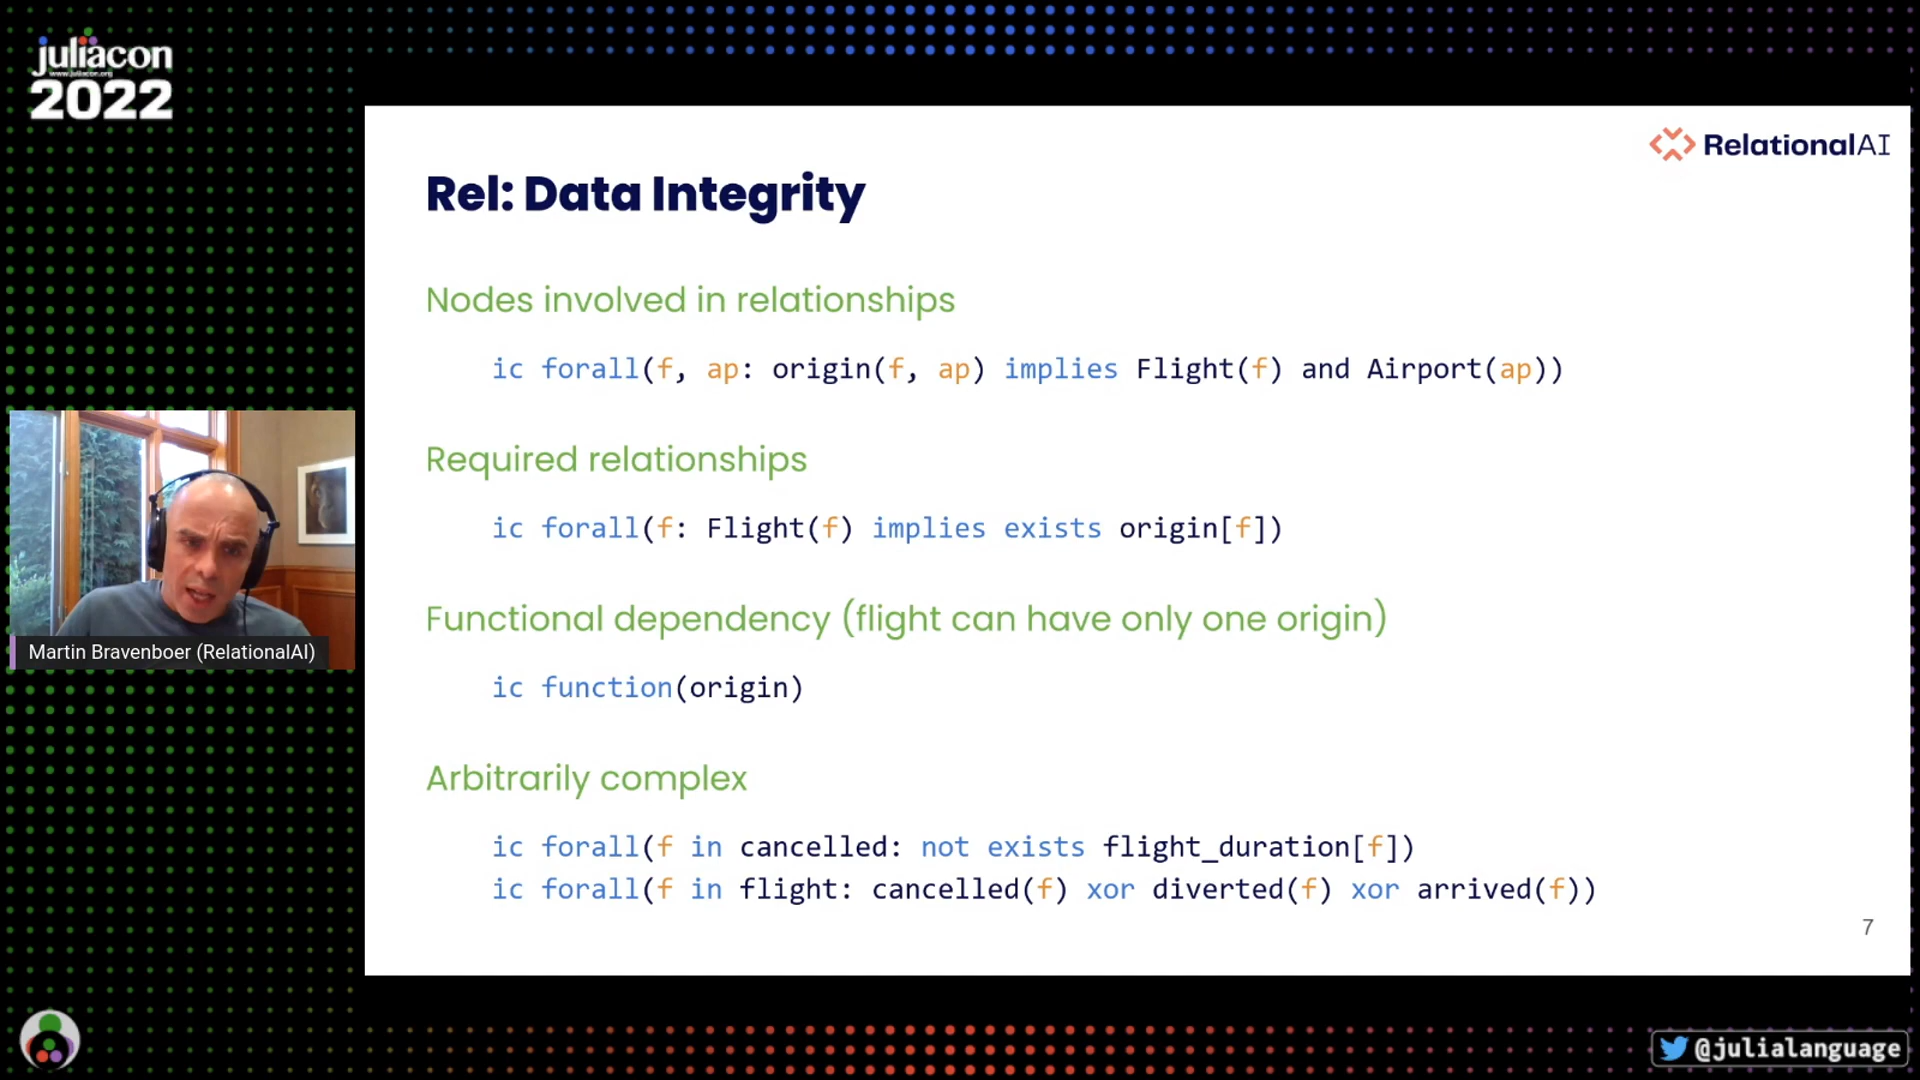 juliacon
www.juliacon.org
2022
RelationalAI
Rel: Data Integrity
Nodes involved in relationships
ic forall(f, ap: origin(f, ap) implies Flight(f) and Airport(ap))
Required relationships
ic forall(f: Flight(f) implies exists origin[f])
Functional dependency (flight can have only one origin)
ic function(origin)
Arbitrarily complex
ic forall(f in cancelled: not exists flight_duration[f])
ic forall(f in flight: cancelled(f) xor diverted(f) xor arrived(f))
7
Martin Bravenboer (RelationalAI)
@julialanguage